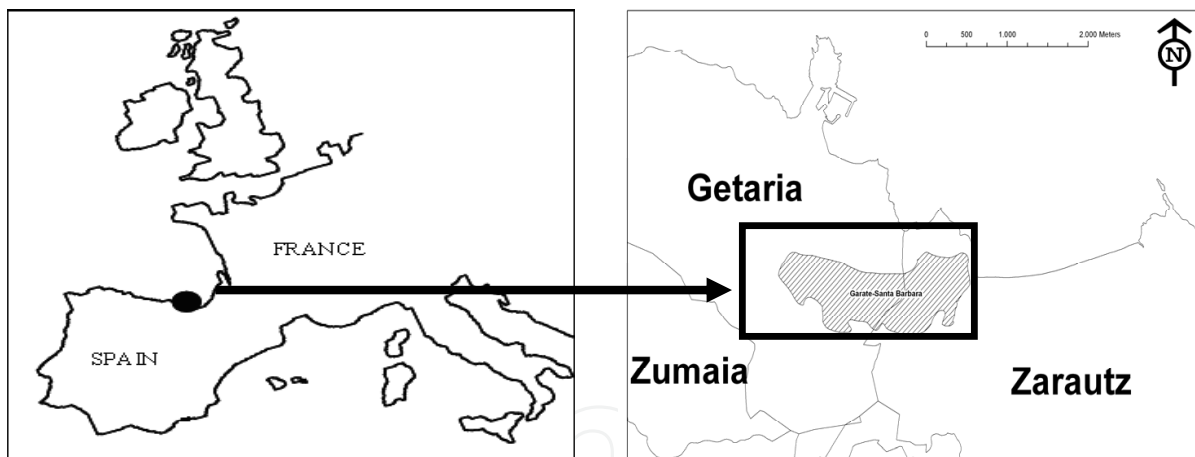 FRANCE
SPAIN
0 500 1.000 2.000 Meters
N
Getaria
Garate-Santa Barbara
Zumaia
Zarautz